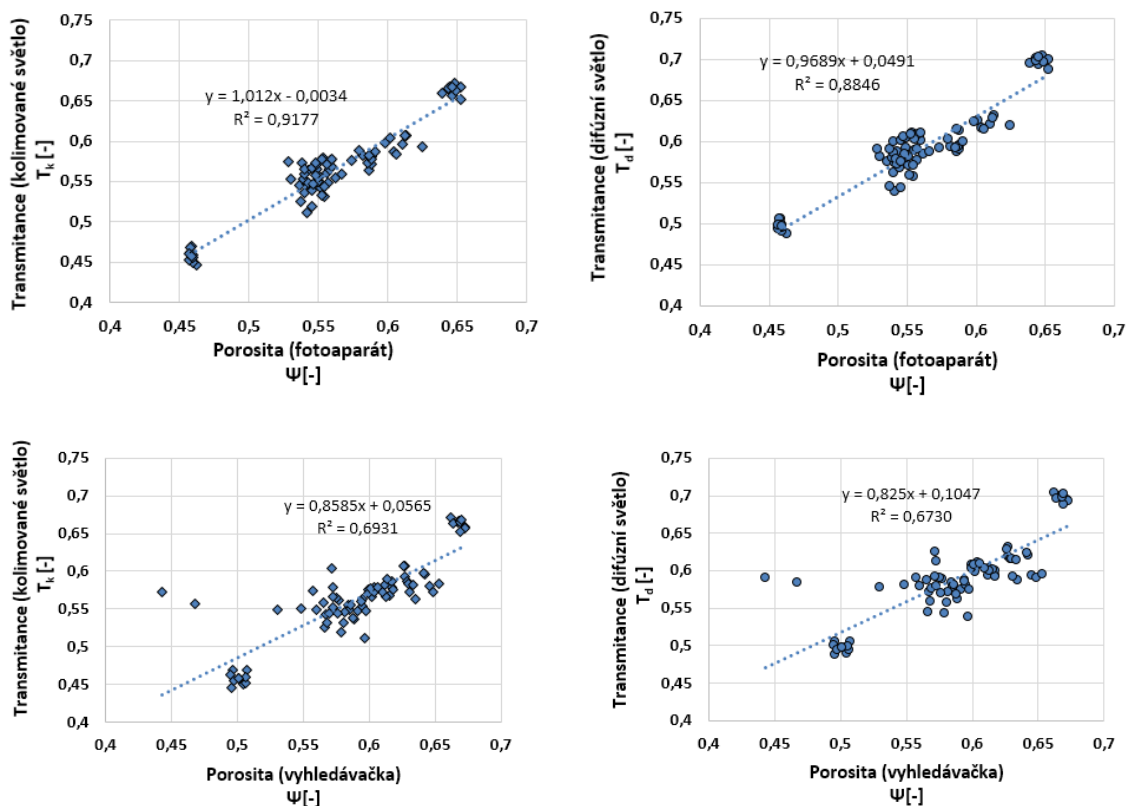 Transmitance (kolimované světlo)
T_k [-]
0,75
0,7
0,65
0,6
0,55
0,5
0,45
0,4
y = 1,012x - 0,0034
R² = 0,9177
0,4 0,45 0,5 0,55 0,6 0,65 0,7
Porosita (fotoaparát)
Ψ[-]
Transmitance (difúzní světlo)
T_d [-]
0,75
0,7
0,65
0,6
0,55
0,5
0,45
0,4
y = 0,9689x + 0,0491
R² = 0,8846
0,4 0,45 0,5 0,55 0,6 0,65 0,7
Porosita (fotoaparát)
Ψ[-]
Transmitance (kolimované světlo)
T_k [-]
0,75
0,7
0,65
0,6
0,55
0,5
0,45
0,4
y = 0,8585x + 0,0565
R² = 0,6931
0,4 0,45 0,5 0,55 0,6 0,65 0,7
Porosita (vyhledávačka)
Ψ[-]
Transmitance (difúzní světlo)
T_d [-]
0,75
0,7
0,65
0,6
0,55
0,5
0,45
0,4
y = 0,825x + 0,1047
R² = 0,6730
0,4 0,45 0,5 0,55 0,6 0,65 0,7
Porosita (vyhledávačka)
Ψ[-]